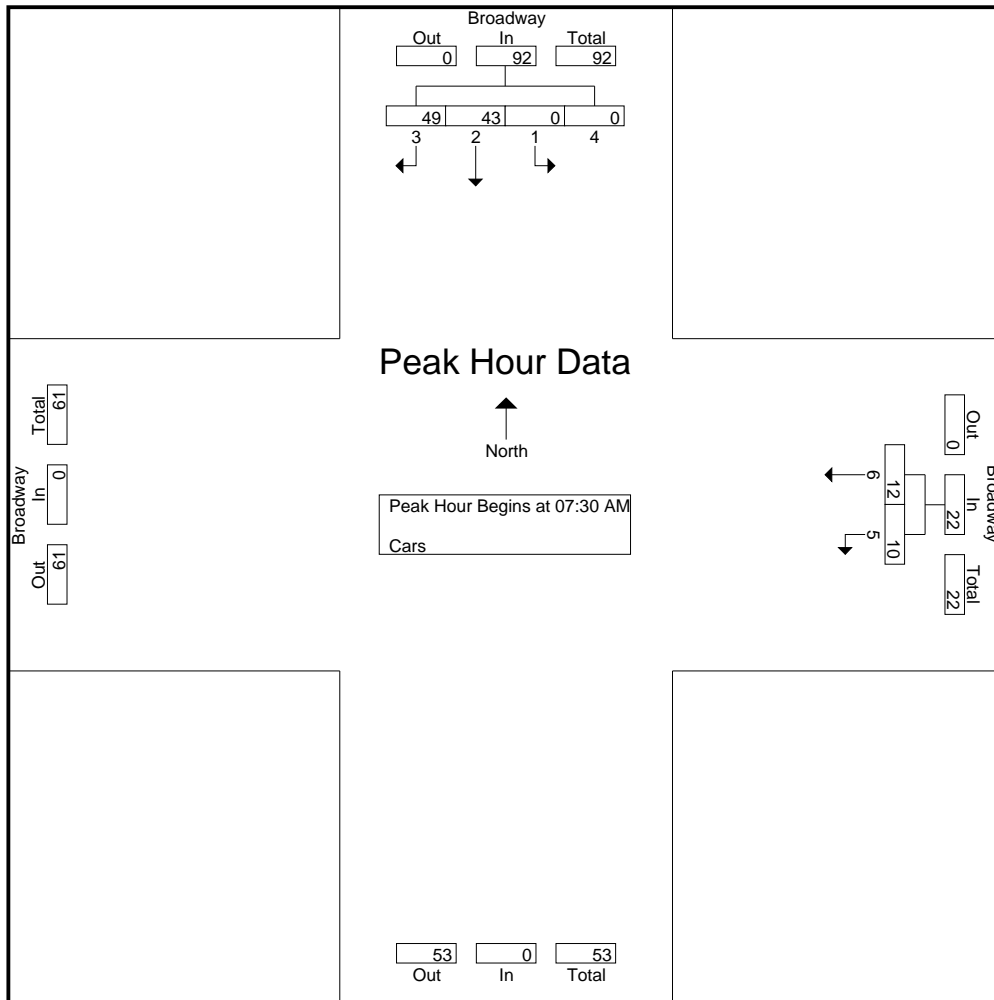 Broadway
Out In Total
0 92 92
49 43 0 0
3 2 1 4
Peak Hour Data
North
Peak Hour Begins at 07:30 AM
Cars
Broadway
Total In Out
61 0 61
Broadway
Out In Total
0 22 22
12 10
6 5
53 0 53
Out In Total